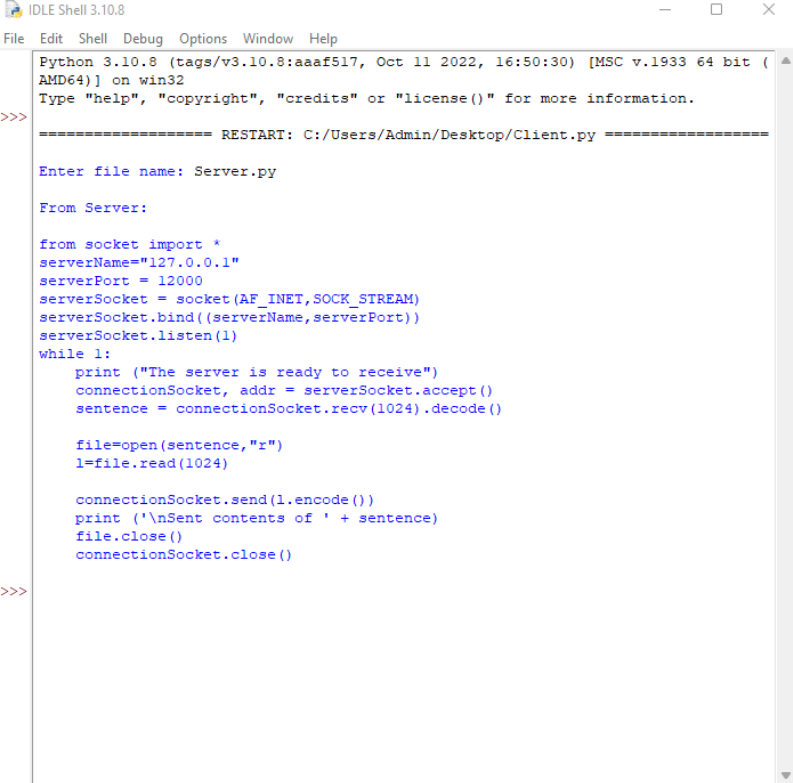 IDLE Shell 3.10.8
File Edit Shell Debug Options Window Help
Python 3.10.8 (tags/v3.10.8:aaaf517, Oct 11 2022, 16:50:30) [MSC v.1933 64 bit (
AMD64)] on win32
Type "help", "copyright", "credits" or "license()" for more information.
>>>
=================== RESTART: C:/Users/Admin/Desktop/Client.py ==================
Enter file name: Server.py
From Server:
from socket import *
serverName="127.0.0.1"
serverPort = 12000
serverSocket = socket(AF_INET,SOCK_STREAM)
serverSocket.bind((serverName,serverPort))
serverSocket.listen(1)
while 1:
    print ("The server is ready to receive")
    connectionSocket, addr = serverSocket.accept()
    sentence = connectionSocket.recv(1024).decode()
    file=open(sentence,"r")
    l=file.read(1024)
    connectionSocket.send(l.encode())
    print ('\nSent contents of ' + sentence)
    file.close()
    connectionSocket.close()
>>>